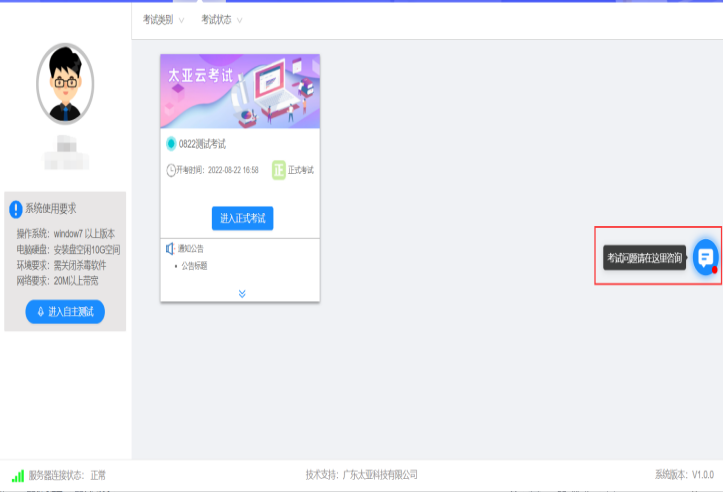 考试类别 考试状态
太亚云考试
0822测试考试
开考时间：2022-08-22 16:58 正 正式考试
进入正式考试
通知公告
• 公告标题
系统使用要求
操作系统：window7 以上版本
电脑硬盘：安装盘空闲10G空间
环境要求：需关闭杀毒软件
网络要求：20M以上带宽
进入自主测试
考试问题请在这里咨询
服务器连接状态： 正常
技术支持：广东太亚科技有限公司
系统版本：V1.0.0